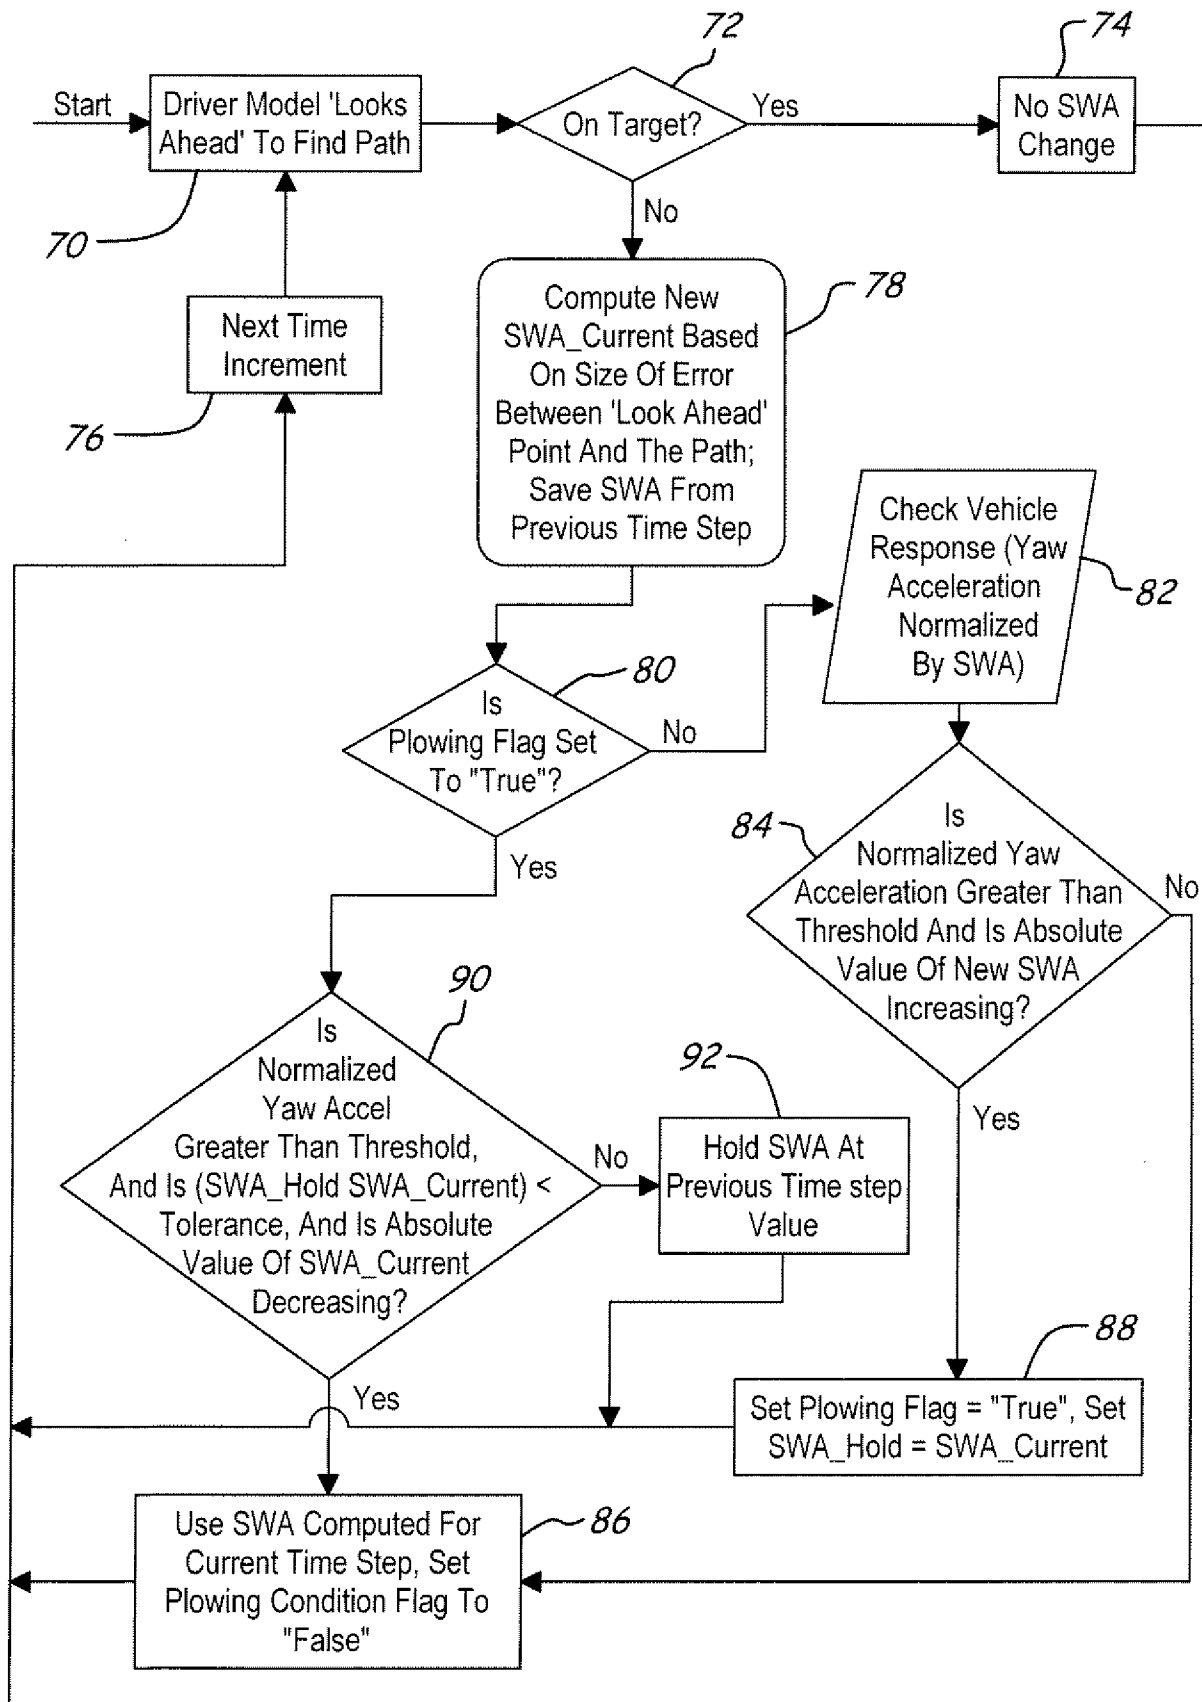 72
74
Start
Driver Model 'Looks
Ahead' To Find Path
On Target?
Yes
No SWA
Change
70
No
78
Next Time
Increment
76
Compute New
SWA_Current Based
On Size Of Error
Between 'Look Ahead'
Point And The Path;
Save SWA From
Previous Time Step
Check Vehicle
Response (Yaw
Acceleration
Normalized
By SWA)
82
80
Is
Plowing Flag Set
To "True"?
No
Yes
84
Is
Normalized Yaw
Acceleration Greater Than
Threshold And Is Absolute
Value Of New SWA
Increasing?
No
Yes
90
Is
Normalized
Yaw Accel
Greater Than Threshold,
And Is (SWA_Hold SWA_Current) <
Tolerance, And Is Absolute
Value Of SWA_Current
Decreasing?
No
92
Hold SWA At
Previous Time step
Value
Yes
88
Set Plowing Flag = "True", Set
SWA_Hold = SWA_Current
Use SWA Computed For
Current Time Step, Set
Plowing Condition Flag To
"False"
86